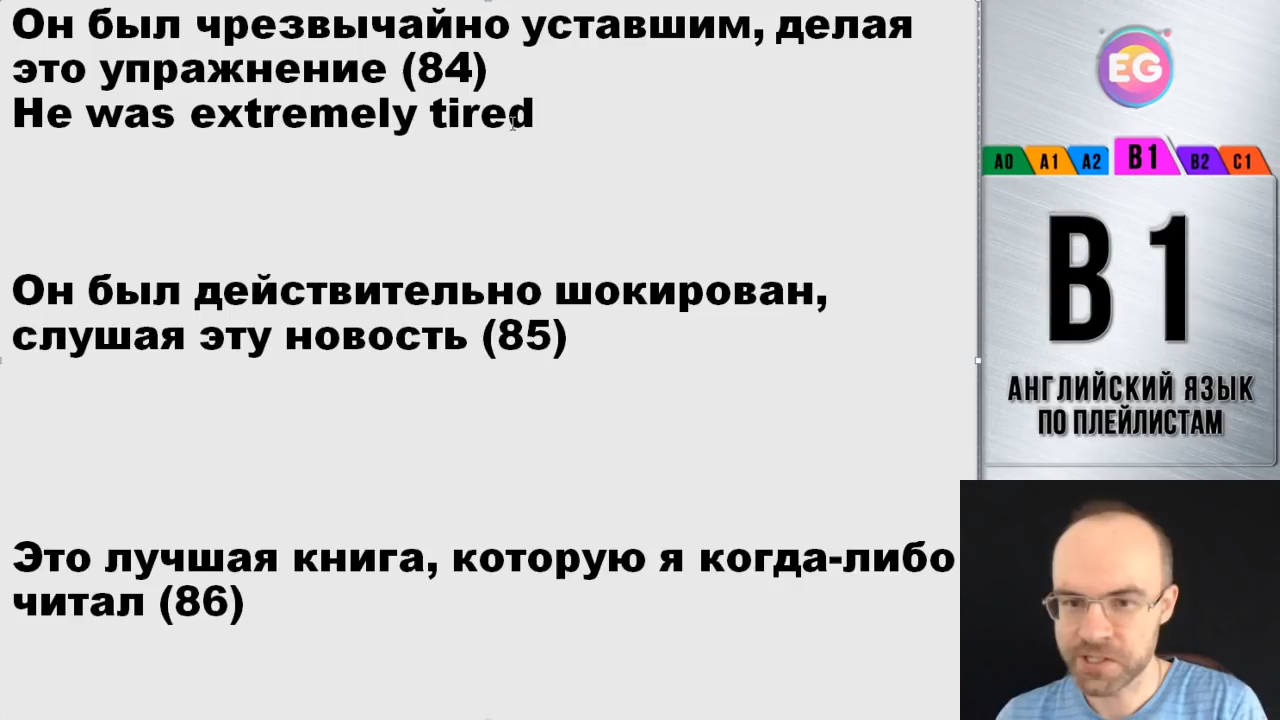 Он был чрезвычайно уставшим, делая
это упражнение (84)
He was extremely tired
Он был действительно шокирован,
слушая эту новость (85)
Это лучшая книга, которую я когда-либо
читал (86)
EG
A0 A1 A2 B1 B2 C1
B1
АНГЛИЙСКИЙ ЯЗЫК
ПО ПЛЕЙЛИСТАМ